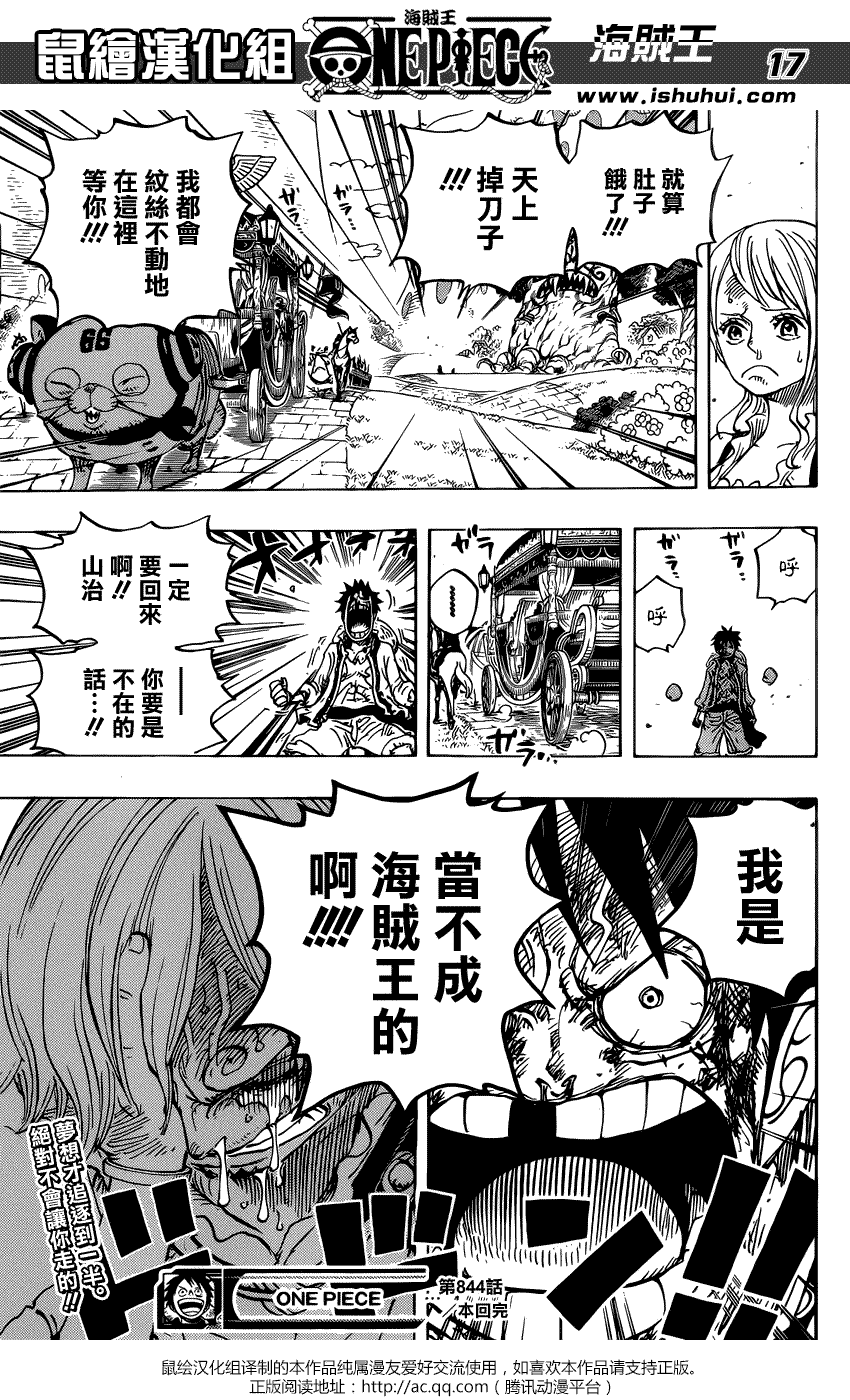 鼠繪漢化組
海賊王
ONE PIECE
海賊王
17
www.ishuhui.com
就算
肚子
餓了!!!
天上
掉刀子
!!!
我都會
紋絲不動地
在這裡
等你!!!
66
ガラ
ガラ
呼
呼
ガラ
ガラ
ガラ
一定
要回來
啊!!
山治
——
你要是
不在的
話…!!
我是
當不成
海賊王的
啊!!!!
夢想才追逐到一半。
絕對不會讓你走的!!
ONE PIECE
第844話
本回完
鼠绘汉化组译制的本作品纯属漫友爱好交流使用，如喜欢本作品请支持正版。
正版阅读地址：http://ac.qq.com（腾讯动漫平台）